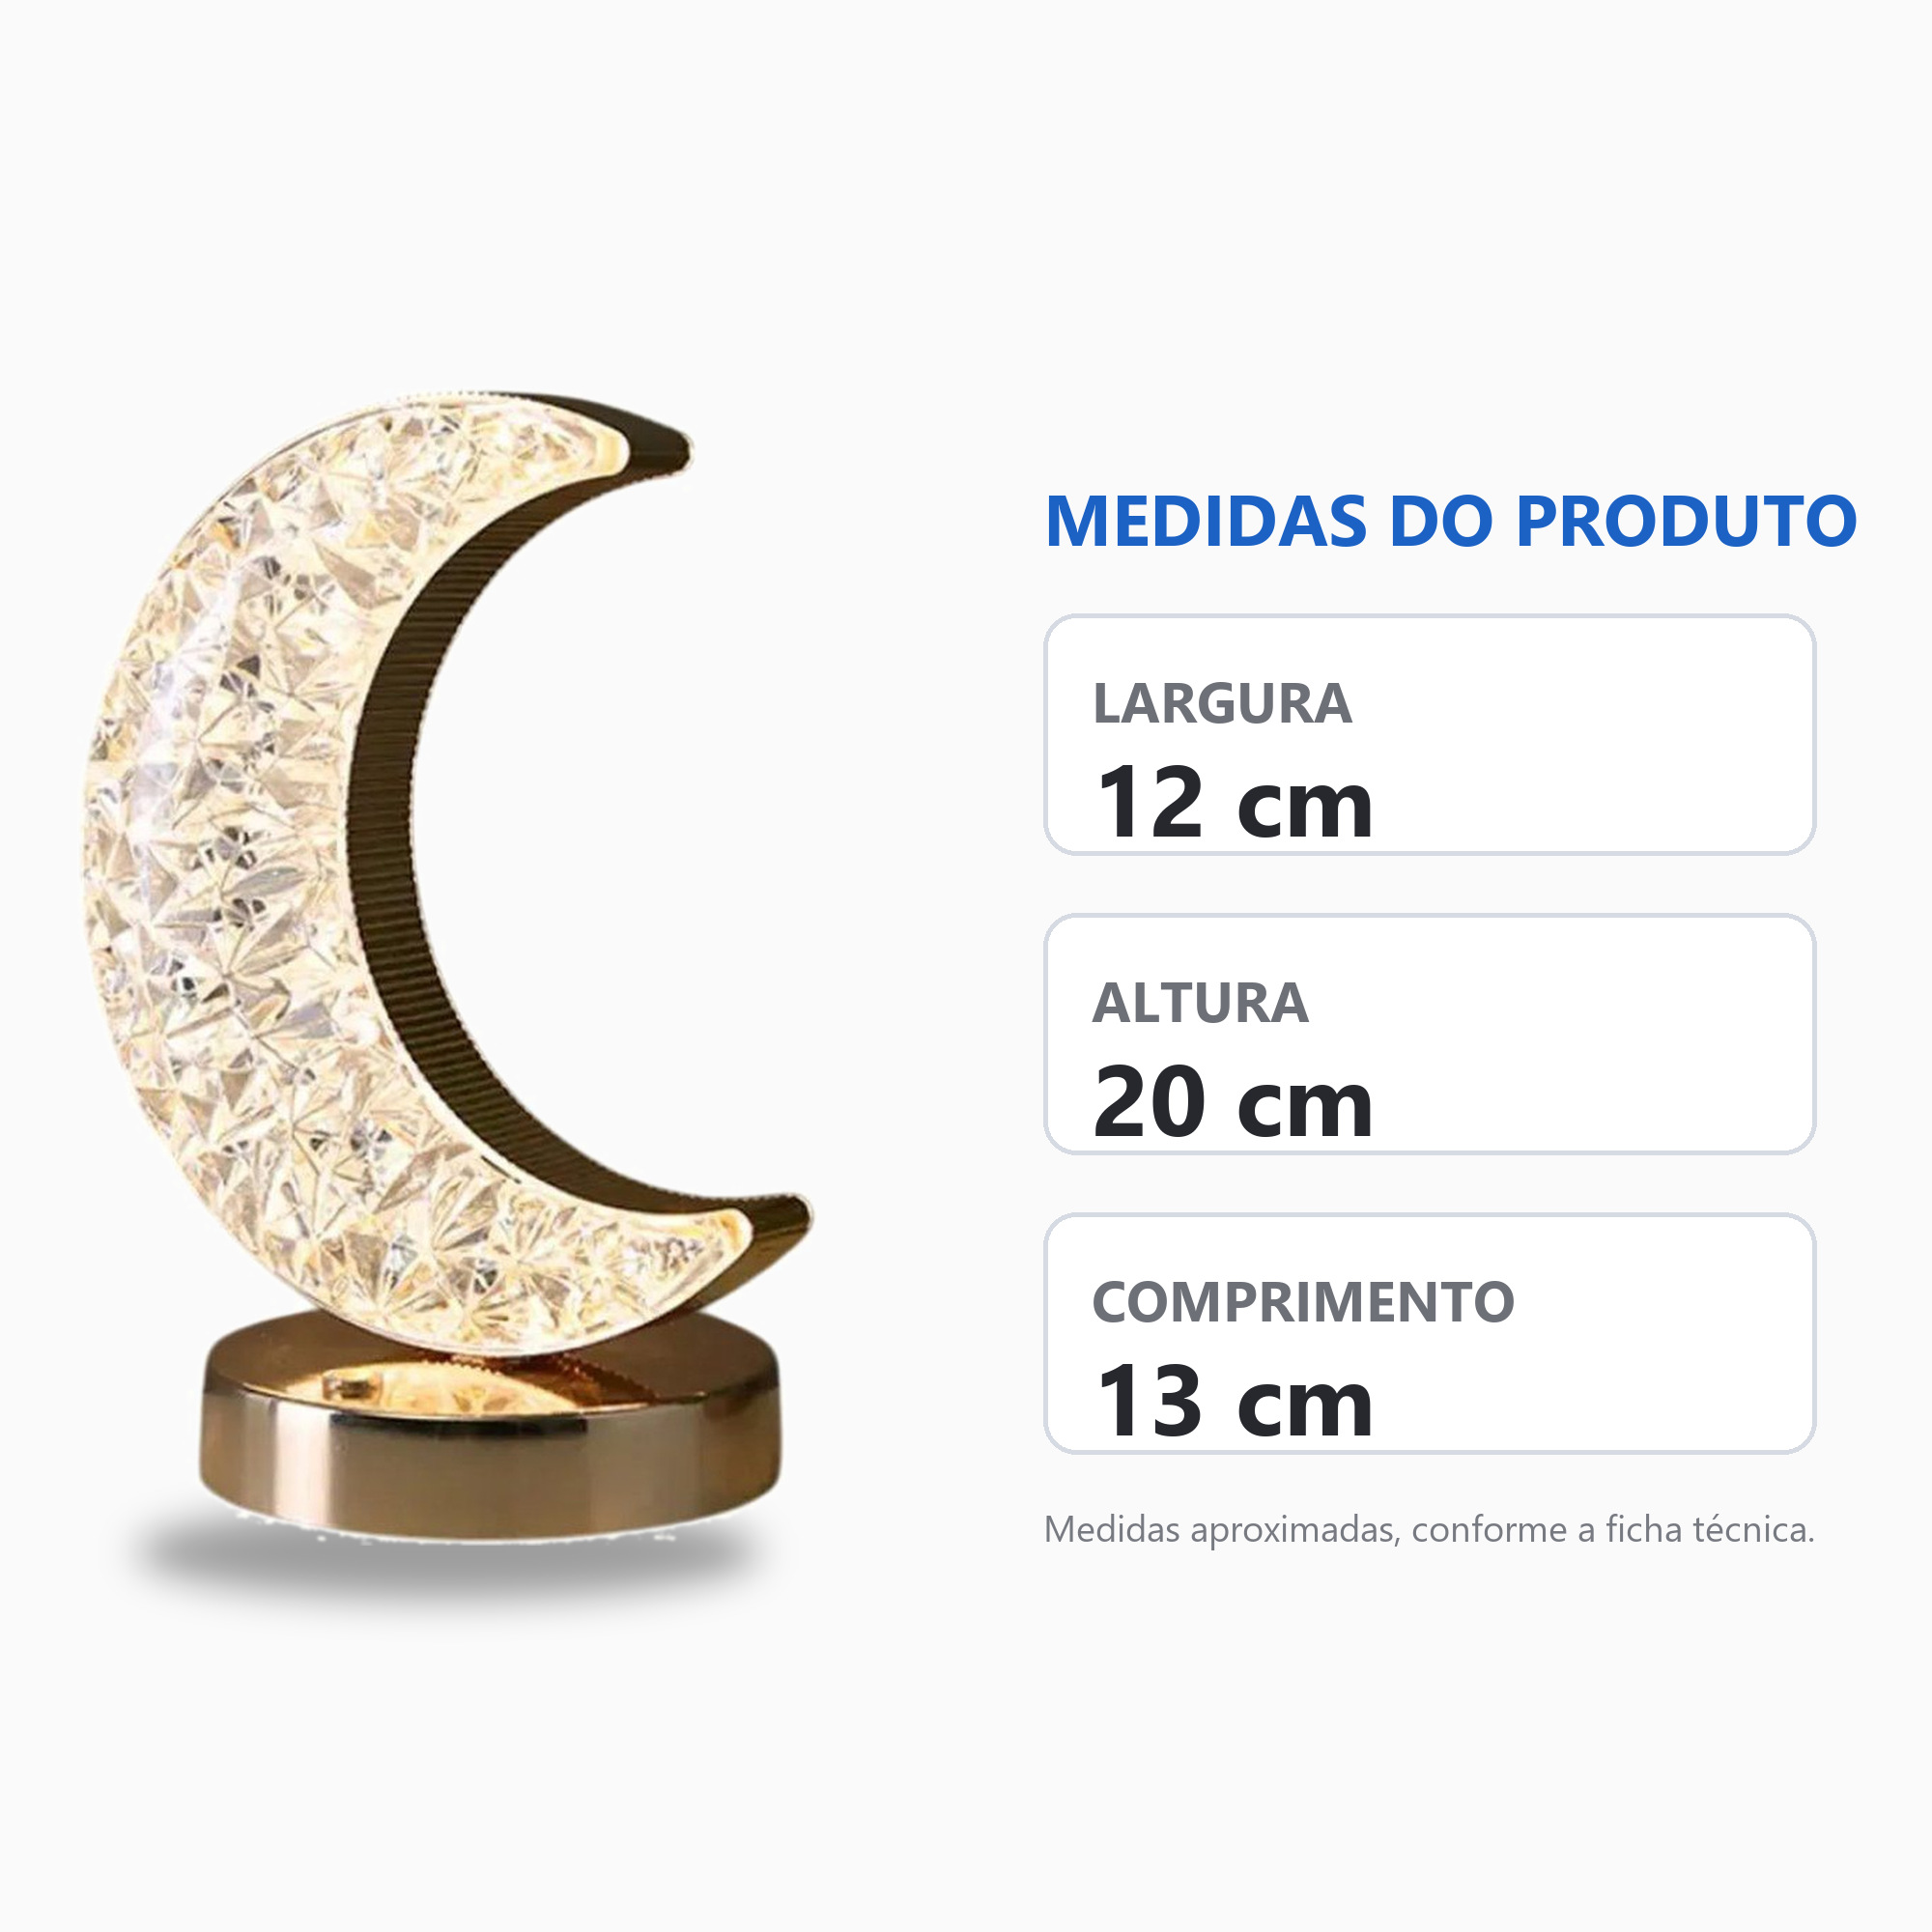 MEDIDAS DO PRODUTO
LARGURA
12 cm
ALTURA
20 cm
COMPRIMENTO
13 cm
Medidas aproximadas, conforme a ficha técnica.